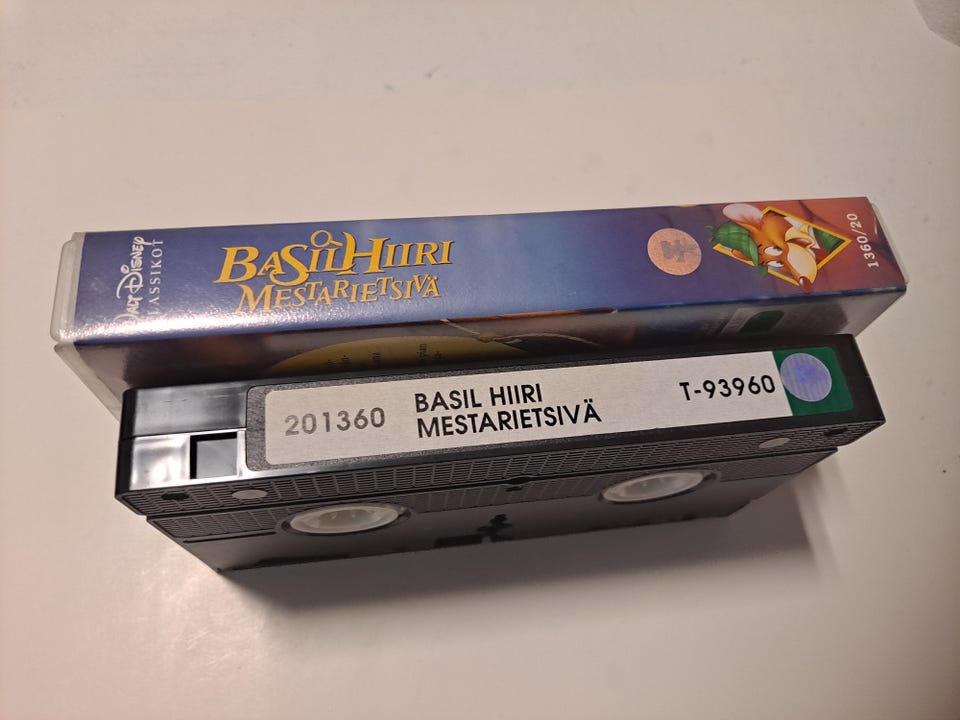 WALT DISNEY
KLASSIKOT
BASIL HIIRI
MESTARIETSIVÄ
1360/20
201360
BASIL HIIRI
MESTARIETSIVÄ
T-93960